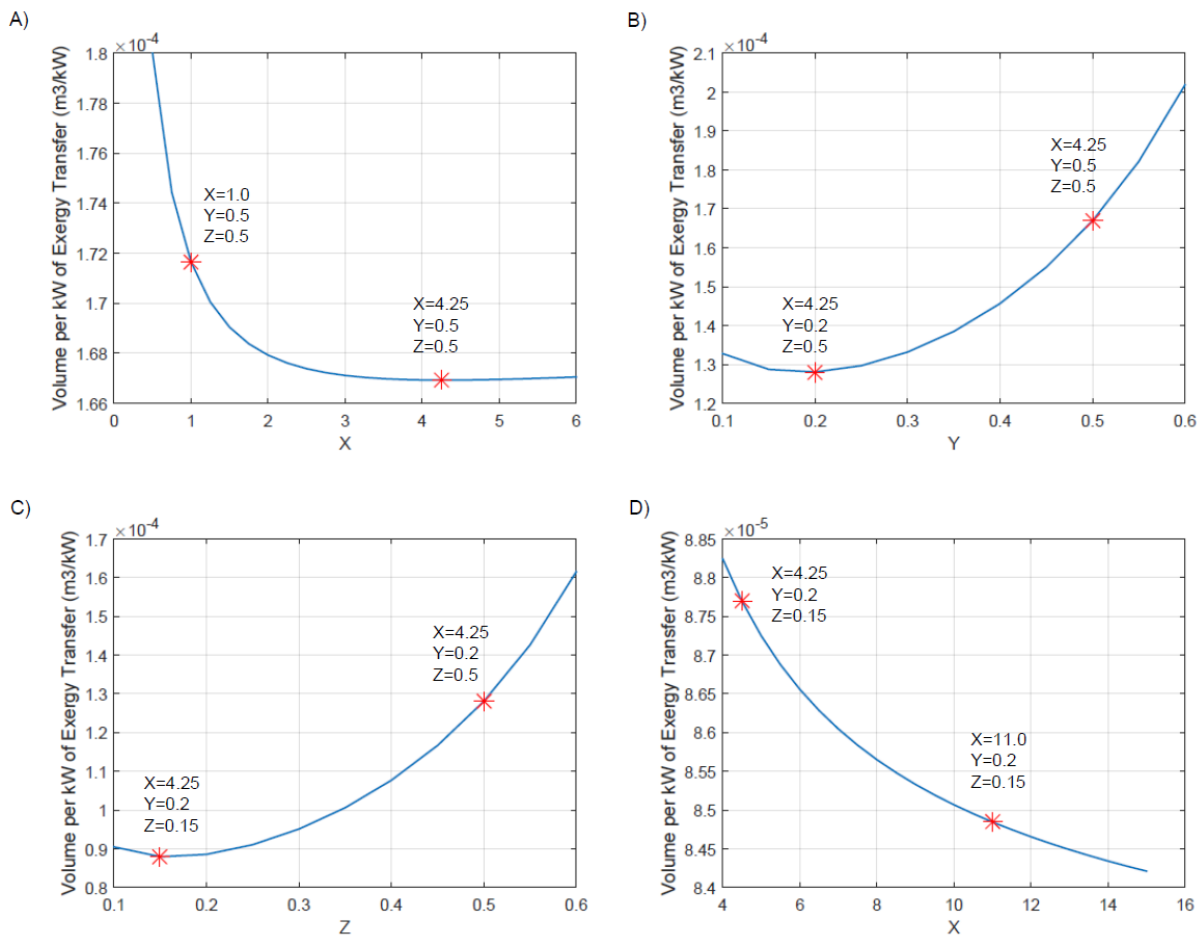 A)
×10⁻⁴
1.8
1.78
1.76
1.74
1.72
1.7
1.68
1.66
Volume per kW of Exergy Transfer (m3/kW)
X=1.0
Y=0.5
Z=0.5
X=4.25
Y=0.5
Z=0.5
0 1 2 3 4 5 6
X
B)
×10⁻⁴
2.1
2
1.9
1.8
1.7
1.6
1.5
1.4
1.3
1.2
Volume per kW of Exergy Transfer (m3/kW)
X=4.25
Y=0.5
Z=0.5
X=4.25
Y=0.2
Z=0.5
0.1 0.2 0.3 0.4 0.5 0.6
Y
C)
×10⁻⁴
1.7
1.6
1.5
1.4
1.3
1.2
1.1
1
0.9
0.8
Volume per kW of Exergy Transfer (m3/kW)
X=4.25
Y=0.2
Z=0.5
X=4.25
Y=0.2
Z=0.15
0.1 0.2 0.3 0.4 0.5 0.6
Z
D)
×10⁻⁵
8.85
8.8
8.75
8.7
8.65
8.6
8.55
8.5
8.45
8.4
Volume per kW of Exergy Transfer (m3/kW)
X=4.25
Y=0.2
Z=0.15
X=11.0
Y=0.2
Z=0.15
4 6 8 10 12 14 16
X